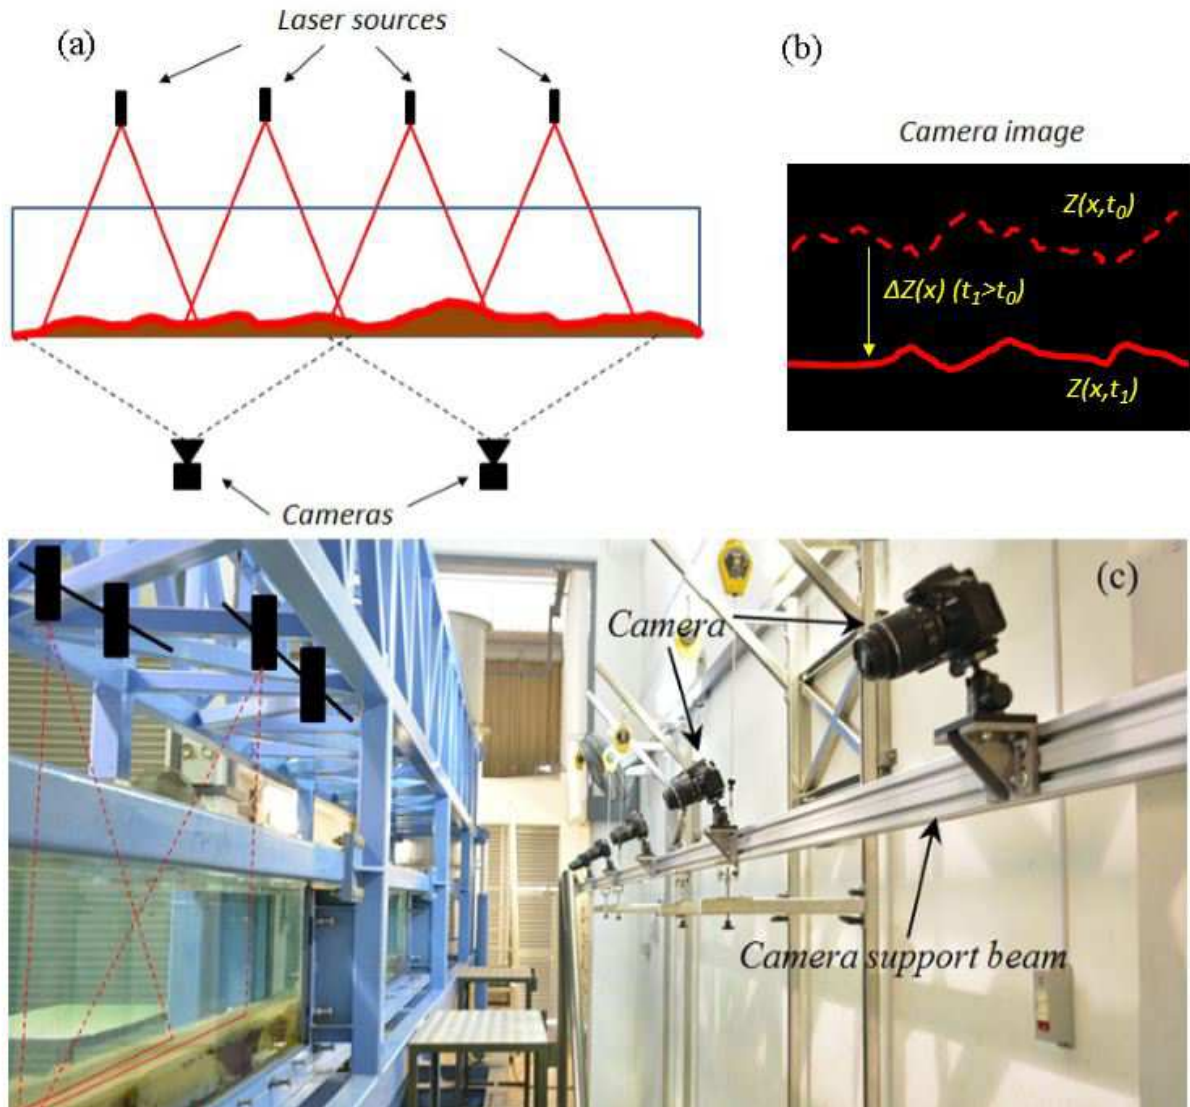 (a)
Laser sources
(b)
Camera image
Z(x,t₀)
ΔZ(x) (t₁>t₀)
Z(x,t₁)
Cameras
(c)
Camera
Camera support beam